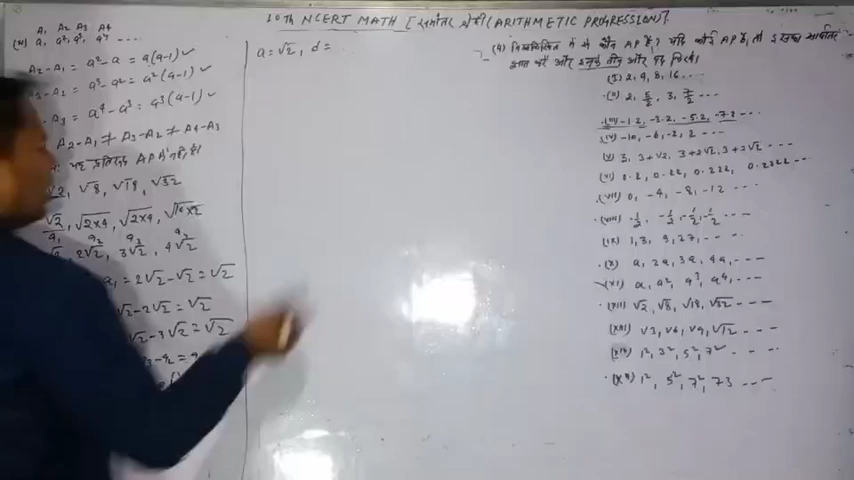 10th NCERT MATH [समांतर श्रेढ़ी (ARITHMETIC PROGRESSION)]
A₁ A₂ A₃ A₄
a, a², a³, a⁴ ....
A₂-A₁ = a²-a = a(a-1) ✓
A₃-A₂ = a³-a² = a²(a-1) ✓
A₃ = a⁴-a³ = a³(a-1) ✓
A₂-A₁ ≠ A₃-A₂ ≠ A₄-A₃
√8, √18, √32
√2, √2×4, √2×9, √16×2
a₁ a₂ a₃ a₂
2√2, 3√2, 4√2
a₁ = 2√2-√2 = √2
-2√2 = √2
-3√2 = √2
a=√2, d=
(4) निम्नलिखित में से कौन AP है? यदि कोई AP है, तो इसका सार्वंतर
ज्ञात करें और इनके तीन और पद लिखें।
(i) 2, 4, 8, 16 ....
(ii) 2, 5/2, 3, 7/2 ....
(iii) -1.2, -3.2, -5.2, -7.2 ...
(iv) -10, -6, -2, 2 ....
(v) 3, 3+√2, 3+2√2, 3+3√2 ....
(vi) 0.2, 0.22, 0.222, 0.2222 ....
(vii) 0, -4, -8, -12 ....
(viii) -1/2, -1/2, -1/2, -1/2 ....
(ix) 1, 3, 9, 27, ....
(x) a, 2a, 3a, 4a, ....
(xi) a, a², a³, a⁴, ....
(xii) √2, √8, √18, √32 ....
(xiii) √3, √6, √9, √12 ....
(xiv) 1², 3², 5², 7² ....
(xv) 1², 5², 7², 73 ....